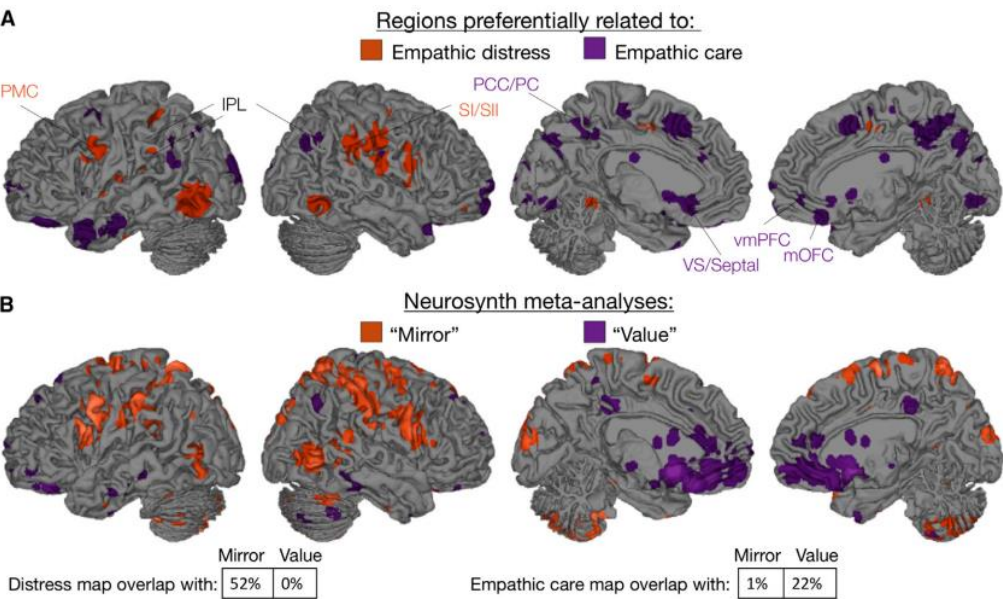 A
Regions preferentially related to:
Empathic distress Empathic care
PMC
IPL
SI/SII
PCC/PC
vmPFC
mOFC
VS/Septal
B
Neurosynth meta-analyses:
“Mirror” “Value”
Mirror Value
Distress map overlap with: 52% 0%
Mirror Value
Empathic care map overlap with: 1% 22%